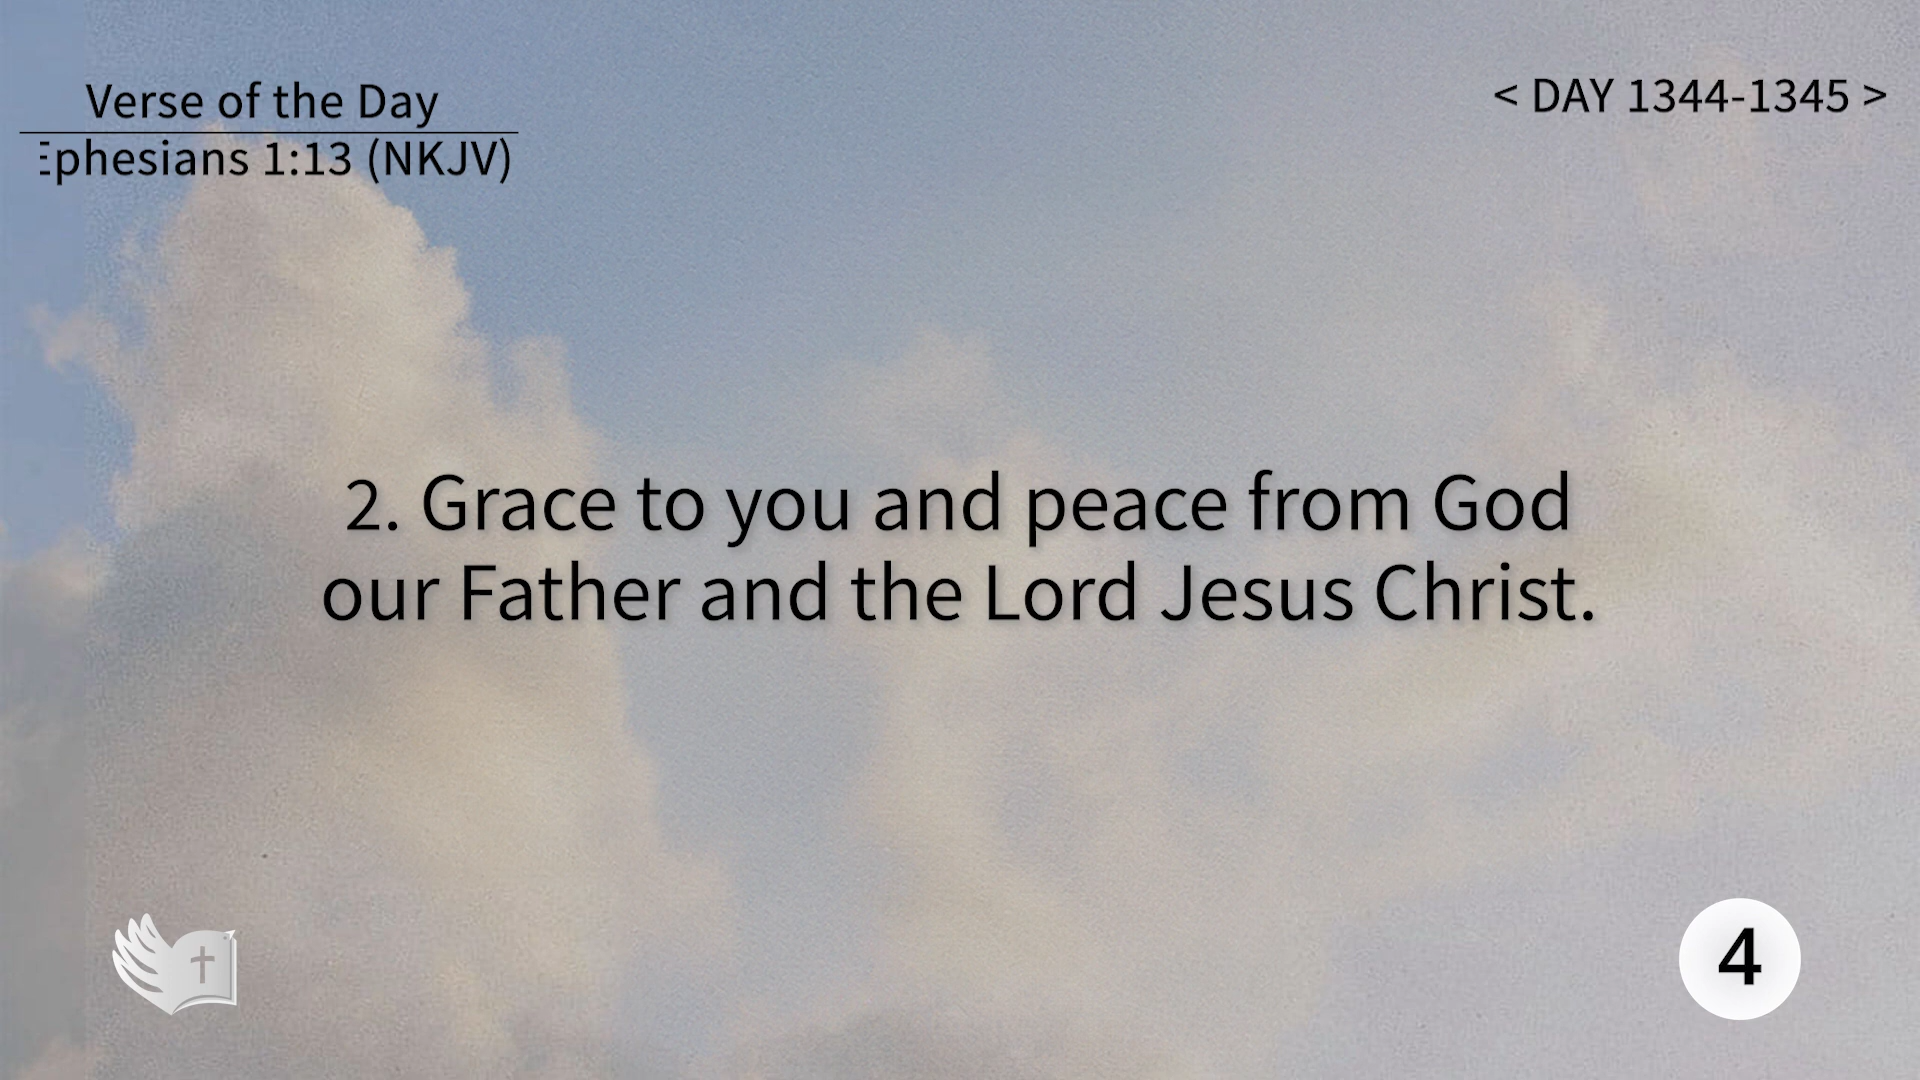 Verse of the Day
< DAY 1344-1345 >
Ephesians 1:13 (NKJV)
2. Grace to you and peace from God
our Father and the Lord Jesus Christ.
4